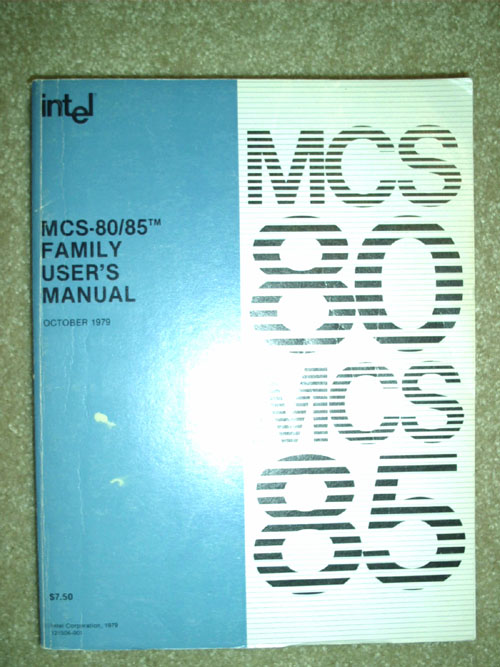 intel
MCS-80/85™
FAMILY
USER'S
MANUAL
OCTOBER 1979
$7.50
Intel Corporation, 1979
MCS
80
MCS
85